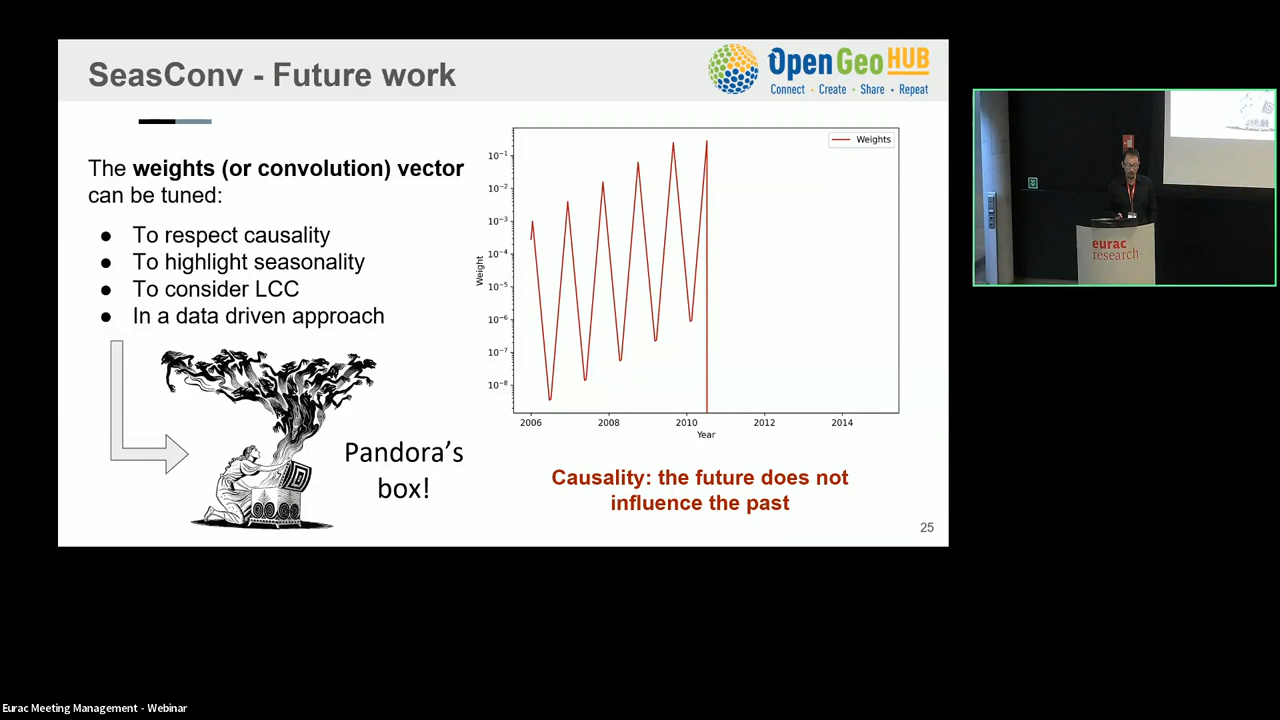 SeasConv - Future work
OpenGeoHUB
Connect • Create • Share • Repeat
The weights (or convolution) vector
can be tuned:
● To respect causality
● To highlight seasonality
● To consider LCC
● In a data driven approach
Pandora's
box!
Weights
10⁻¹
10⁻²
10⁻³
10⁻⁴
10⁻⁵
10⁻⁶
10⁻⁷
10⁻⁸
Weight
2006 2008 2010 2012 2014
Year
Causality: the future does not
influence the past
25
eurac
research
Eurac Meeting Management - Webinar